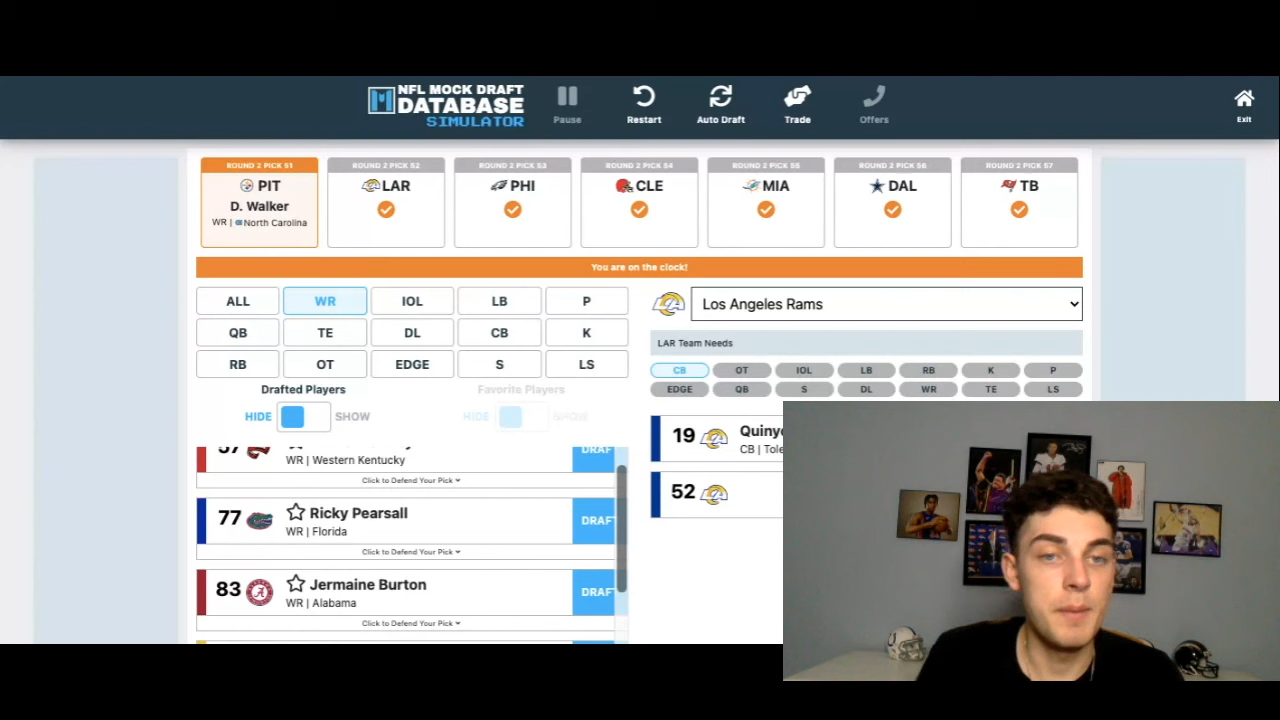 NFL MOCK DRAFT
DATABASE
SIMULATOR
Pause
Restart
Auto Draft
Trade
Offers
Exit
ROUND 2 PICK 51
PIT
D. Walker
WR | North Carolina
ROUND 2 PICK 52
LAR
ROUND 2 PICK 53
PHI
ROUND 2 PICK 54
CLE
ROUND 2 PICK 55
MIA
ROUND 2 PICK 56
DAL
ROUND 2 PICK 57
TB
You are on the clock!
ALL WR IOL LB P
QB TE DL CB K
RB OT EDGE S LS
Drafted Players
HIDE SHOW
Favorite Players
HIDE SHOW
57
WR | Western Kentucky
DRAFT
Click to Defend Your Pick
77 Ricky Pearsall
WR | Florida
DRAFT
Click to Defend Your Pick
83 Jermaine Burton
WR | Alabama
DRAFT
Click to Defend Your Pick
Los Angeles Rams
LAR Team Needs
CB OT IOL LB RB K P
EDGE QB S DL WR TE LS
19 Quinyo
CB | Tole
52